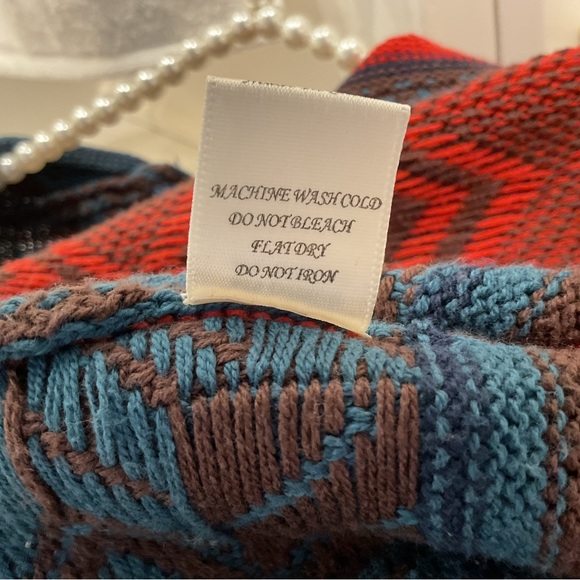 MACHINE WASH COLD
DO NOT BLEACH
FLAT DRY
DO NOT IRON